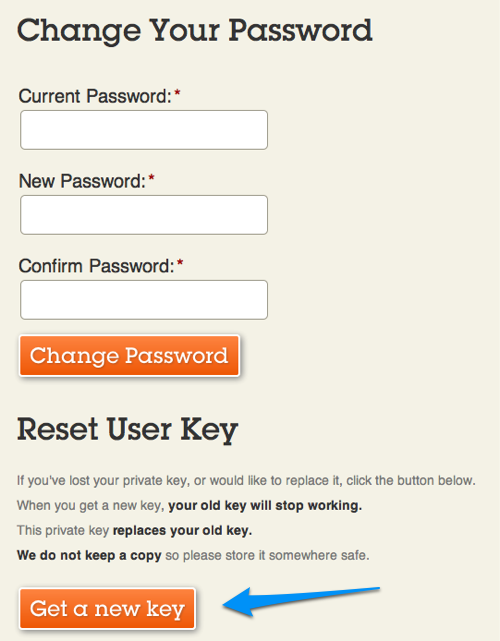 Change Your Password
Current Password:*
New Password:*
Confirm Password:*
Change Password
Reset User Key
If you've lost your private key, or would like to replace it, click the button below.
When you get a new key, your old key will stop working.
This private key replaces your old key.
We do not keep a copy so please store it somewhere safe.
Get a new key